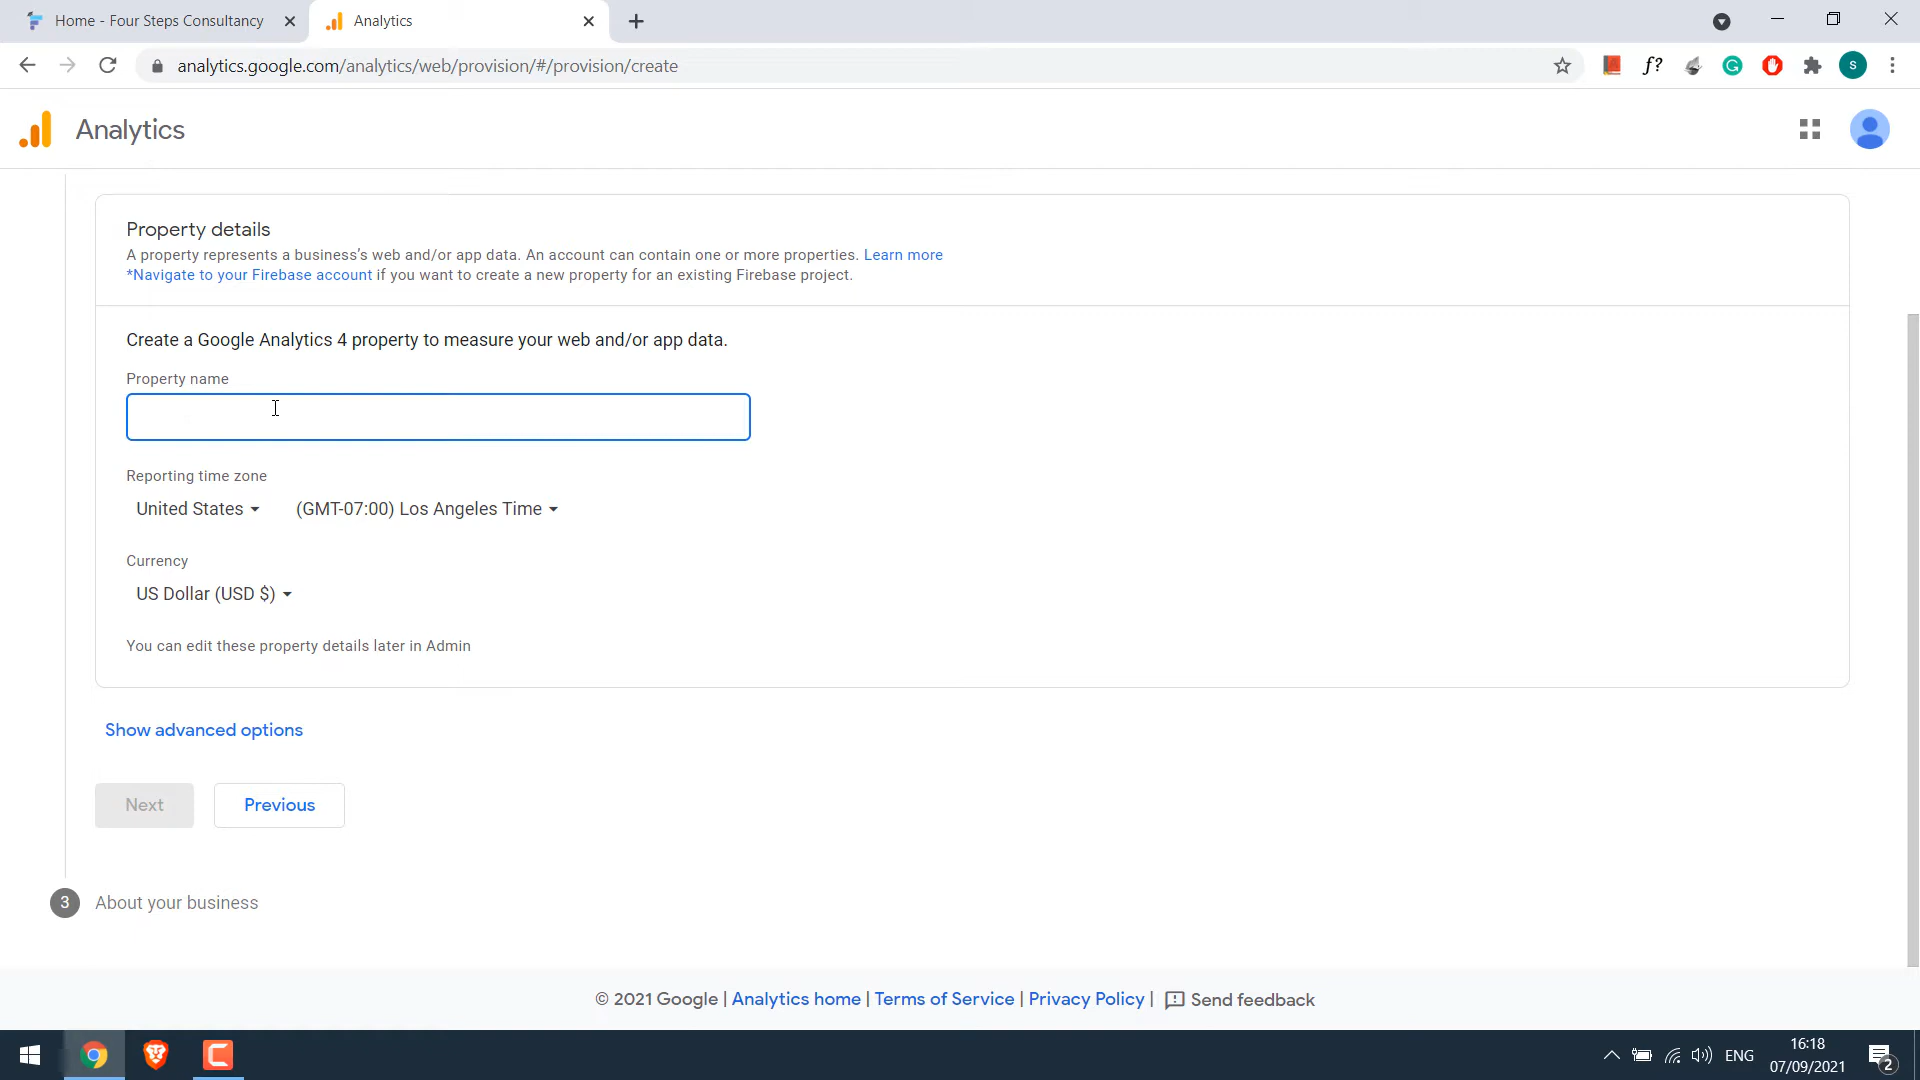 Home - Four Steps Consultancy
Analytics
analytics.google.com/analytics/web/provision/#/provision/create
f?
S
Analytics
Property details
A property represents a business's web and/or app data. An account can contain one or more properties. Learn more
*Navigate to your Firebase account if you want to create a new property for an existing Firebase project.
Create a Google Analytics 4 property to measure your web and/or app data.
Property name
Reporting time zone
United States (GMT-07:00) Los Angeles Time
Currency
US Dollar (USD $)
You can edit these property details later in Admin
Show advanced options
Next Previous
3 About your business
© 2021 Google | Analytics home | Terms of Service | Privacy Policy | Send feedback
ENG
16:18
07/09/2021
2